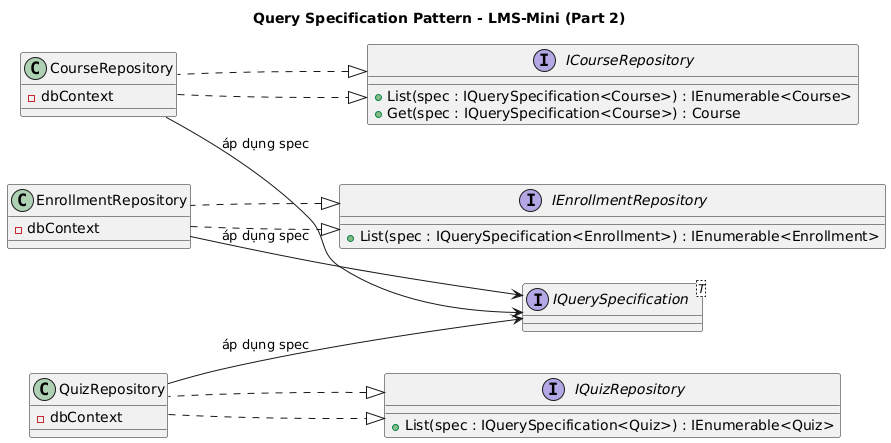 Query Specification Pattern - LMS-Mini (Part 2)
C CourseRepository
dbContext
I ICourseRepository
List(spec : IQuerySpecification<Course>) : IEnumerable<Course>
Get(spec : IQuerySpecification<Course>) : Course
áp dụng spec
C EnrollmentRepository
dbContext
I IEnrollmentRepository
List(spec : IQuerySpecification<Enrollment>) : IEnumerable<Enrollment>
áp dụng spec
I IQuerySpecification T
áp dụng spec
C QuizRepository
dbContext
I IQuizRepository
List(spec : IQuerySpecification<Quiz>) : IEnumerable<Quiz>